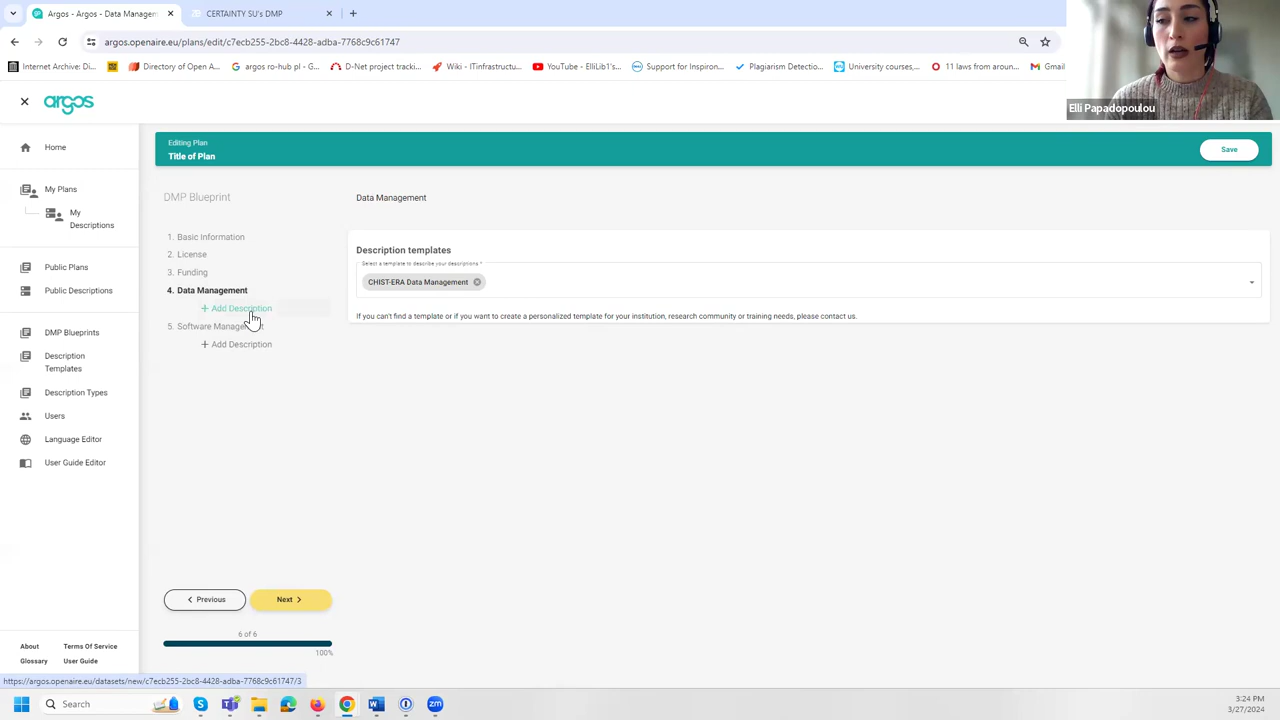 Argos - Argos - Data Managem
CERTAINTY SU's DMP
argos.openaire.eu/plans/edit/c7ecb255-2bc8-4428-adba-7768c9c61747
Internet Archive: Di...
Directory of Open A...
argos ro-hub pl - G...
D-Net project tracki...
Wiki - ITinfrastructu...
YouTube - ElliLib1's...
Support for Inspiron...
Plagiarism Detectio...
University courses,...
11 laws from aroun...
Gmail
Elli Papadopoulou
argos
Editing Plan
Title of Plan
Save
Home
My Plans
My
Descriptions
Public Plans
Public Descriptions
DMP Blueprints
Description
Templates
Description Types
Users
Language Editor
User Guide Editor
DMP Blueprint
1. Basic Information
2. License
3. Funding
4. Data Management
+ Add Description
5. Software Management
+ Add Description
Data Management
Description templates
Select a template to describe your descriptions *
CHIST-ERA Data Management
If you can't find a template or if you want to create a personalized template for your institution, research community or training needs, please contact us.
Previous
Next
6 of 6
100%
About
Terms Of Service
Glossary
User Guide
https://argos.openaire.eu/datasets/new/c7ecb255-2bc8-4428-adba-7768c9c61747/3
Search
3:24 PM
3/27/2024